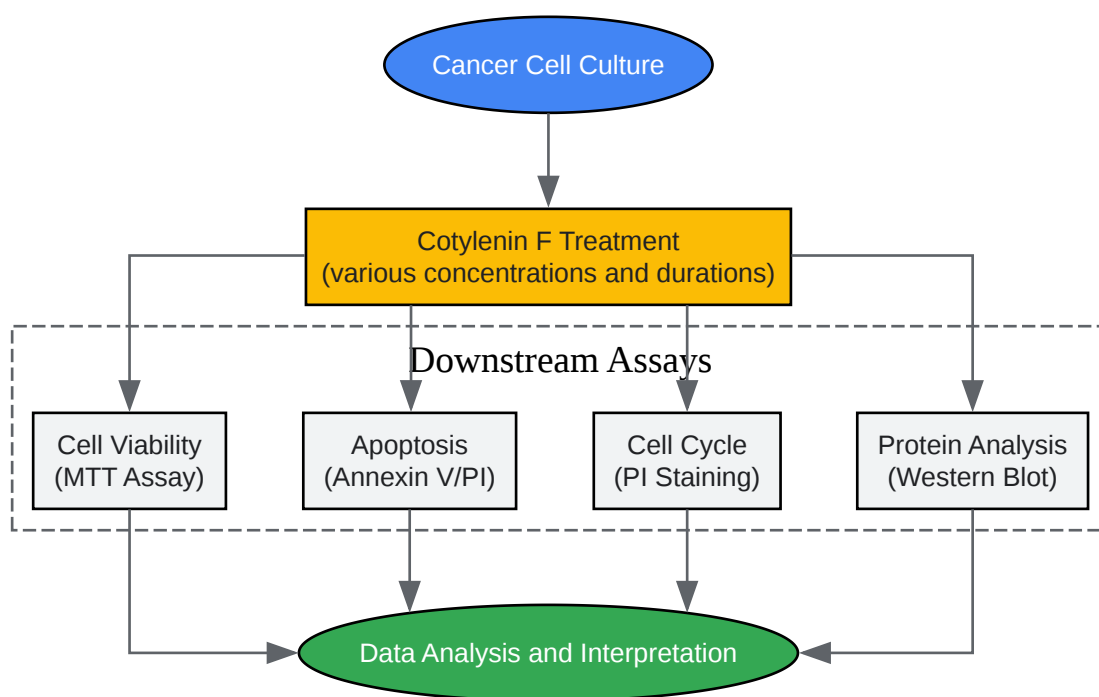 Cancer Cell Culture
Cotylenin F Treatment
(various concentrations and durations)
Downstream Assays
Cell Viability
(MTT Assay)
Apoptosis
(Annexin V/PI)
Cell Cycle
(PI Staining)
Protein Analysis
(Western Blot)
Data Analysis and Interpretation